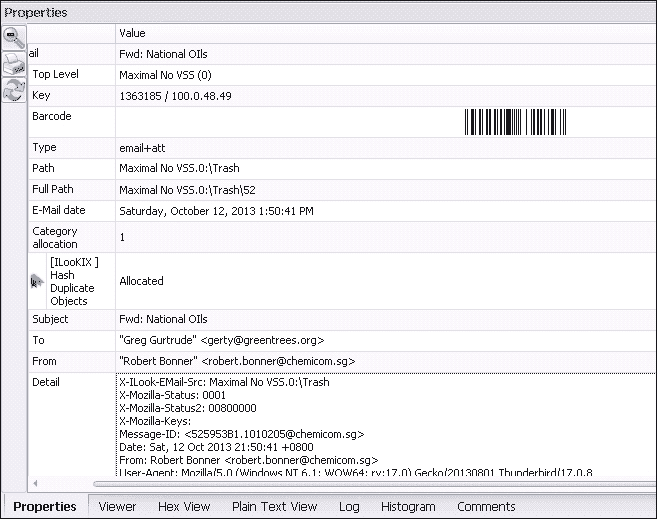 Properties
Value
ail Fwd: National OIls
Top Level Maximal No VSS (0)
Key 1363185 / 100.0.48.49
Barcode
Type email+att
Path Maximal No VSS.0:\Trash
Full Path Maximal No VSS.0:\Trash\52
E-Mail date Saturday, October 12, 2013 1:50:41 PM
Category
allocation 1
[ILooKIX ]
Hash
Duplicate
Objects Allocated
Subject Fwd: National OIls
To "Greg Gurtrude" <gerty@greentrees.org>
From "Robert Bonner" <robert.bonner@chemicom.sg>
Detail X-ILook-EMail-Src: Maximal No VSS.0:\Trash
X-Mozilla-Status: 0001
X-Mozilla-Status2: 00800000
X-Mozilla-Keys:
Message-ID: <525953B1.1010205@chemicom.sg>
Date: Sat, 12 Oct 2013 21:50:41 +0800
From: Robert Bonner <robert.bonner@chemicom.sg>
User-Agent: Mozilla/5.0 (Windows NT 6.1; WOW64; rv:17.0) Gecko/20130801 Thunderbird/17.0.8
Properties Viewer Hex View Plain Text View Log Histogram Comments